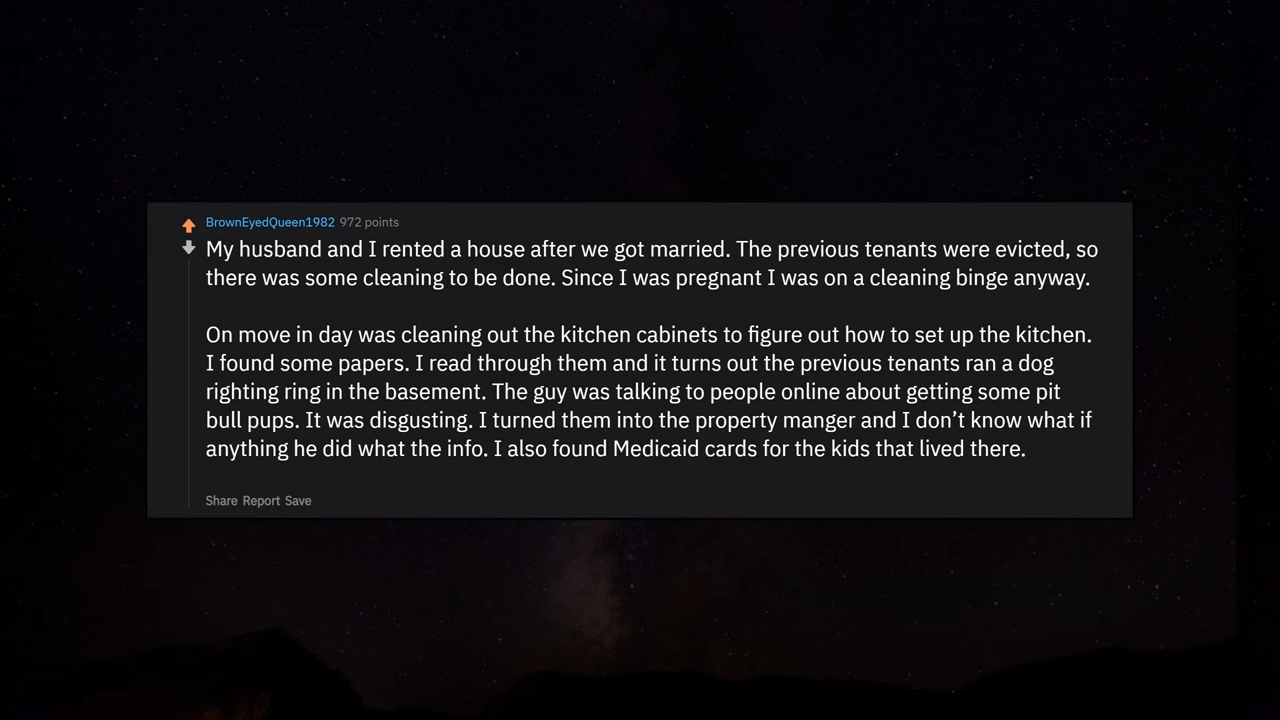 BrownEyedQueen1982 972 points
My husband and I rented a house after we got married. The previous tenants were evicted, so
there was some cleaning to be done. Since I was pregnant I was on a cleaning binge anyway.
On move in day was cleaning out the kitchen cabinets to figure out how to set up the kitchen.
I found some papers. I read through them and it turns out the previous tenants ran a dog
righting ring in the basement. The guy was talking to people online about getting some pit
bull pups. It was disgusting. I turned them into the property manger and I don’t know what if
anything he did what the info. I also found Medicaid cards for the kids that lived there.
Share Report Save